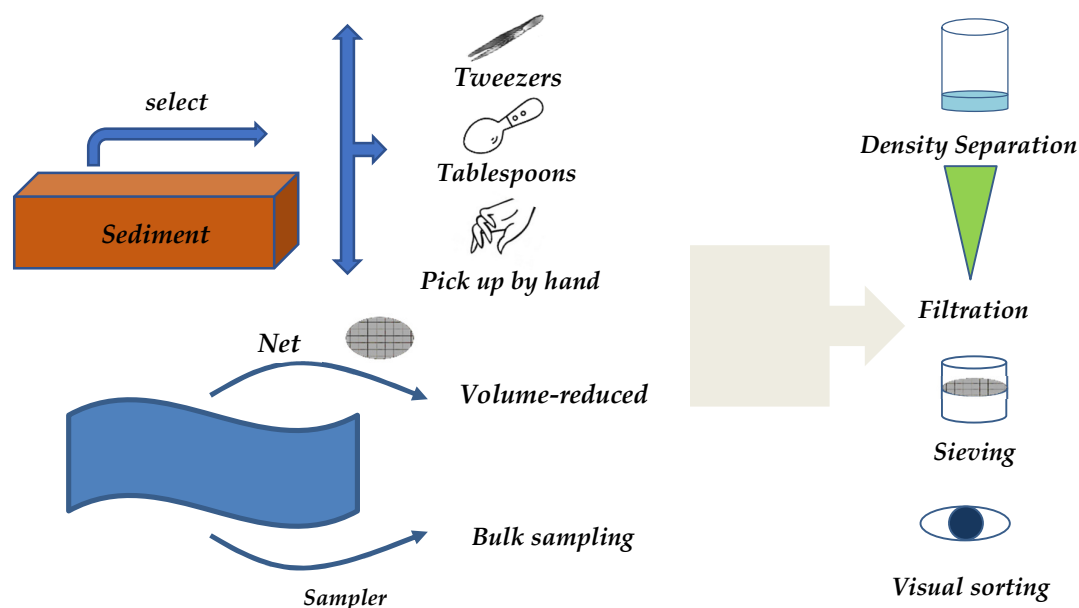 select
Sediment
Tweezers
Tablespoons
Pick up by hand
Net
Volume-reduced
Bulk sampling
Sampler
Density Separation
Filtration
Sieving
Visual sorting